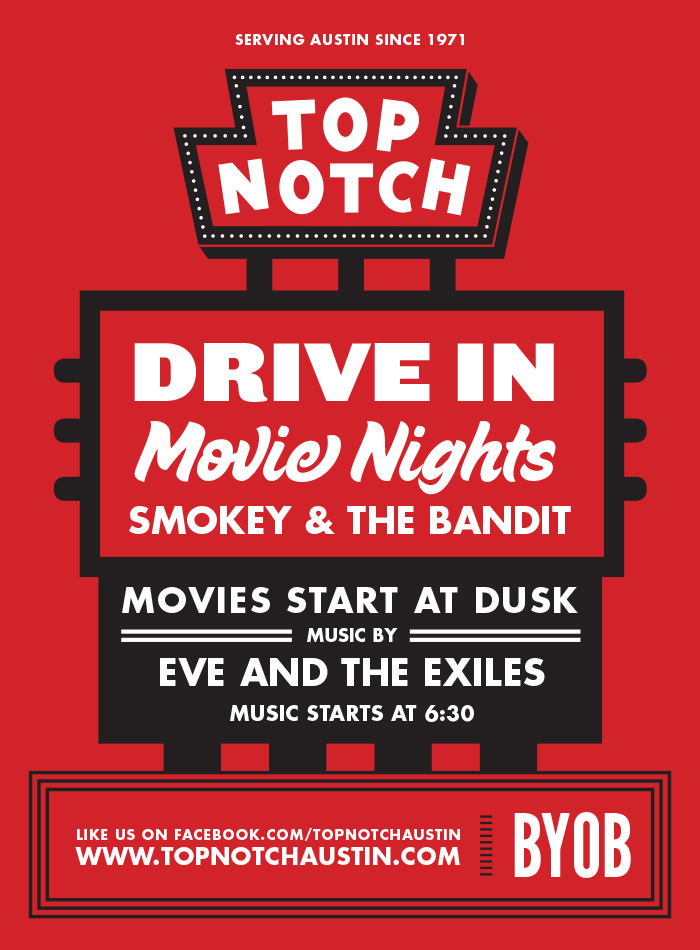 SERVING AUSTIN SINCE 1971
TOP
NOTCH
DRIVE IN
Movie Nights
SMOKEY & THE BANDIT
MOVIES START AT DUSK
MUSIC BY
EVE AND THE EXILES
MUSIC STARTS AT 6:30
LIKE US ON FACEBOOK.COM/TOPNOTCHAUSTIN
WWW.TOPNOTCHAUSTIN.COM
BYOB